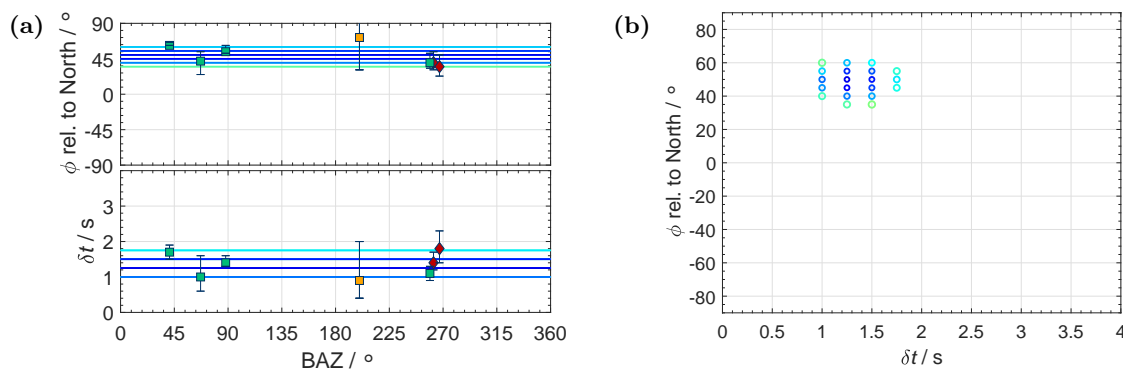 (a)
90
45
0
-45
-90
ϕ rel. to North / °
3
2
1
0
δt / s
0 45 90 135 180 225 270 315 360
BAZ / °
(b)
80
60
40
20
0
-20
-40
-60
-80
ϕ rel. to North / °
0 0.5 1 1.5 2 2.5 3 3.5 4
δt / s